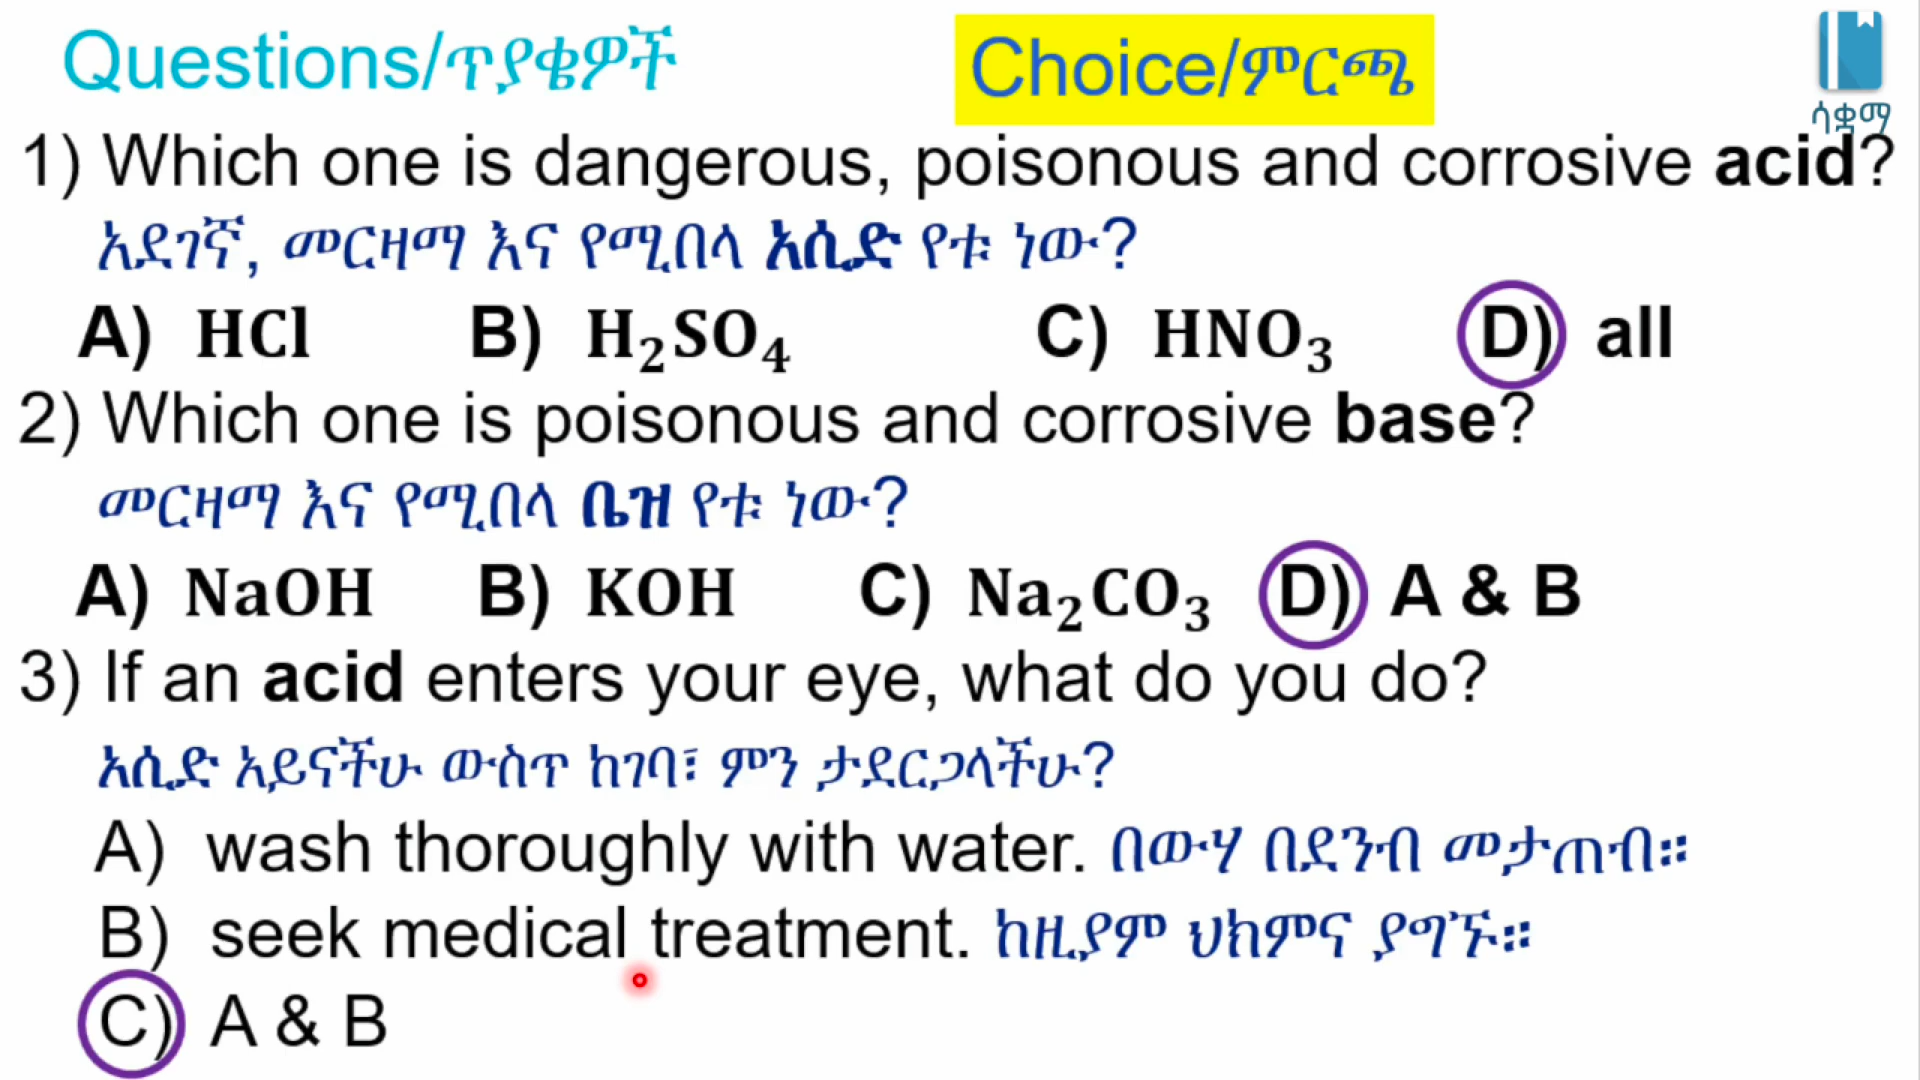 Questions/ጥያቄዎች
Choice/ምርጫ
ሳቋማ
1) Which one is dangerous, poisonous and corrosive acid?
አደገኛ, መርዛማ እና የሚበላ አሲድ የቱ ነው?
A) HCl B) H₂SO₄ C) HNO₃ D) all
2) Which one is poisonous and corrosive base?
መርዛማ እና የሚበላ ቤዝ የቱ ነው?
A) NaOH B) KOH C) Na₂CO₃ D) A & B
3) If an acid enters your eye, what do you do?
አሲድ አይናችሁ ውስጥ ከገባ፣ ምን ታደርጋላችሁ?
A) wash thoroughly with water. በውሃ በደንብ መታጠብ።
B) seek medical treatment. ከዚያም ህክምና ያግኙ።
C) A & B